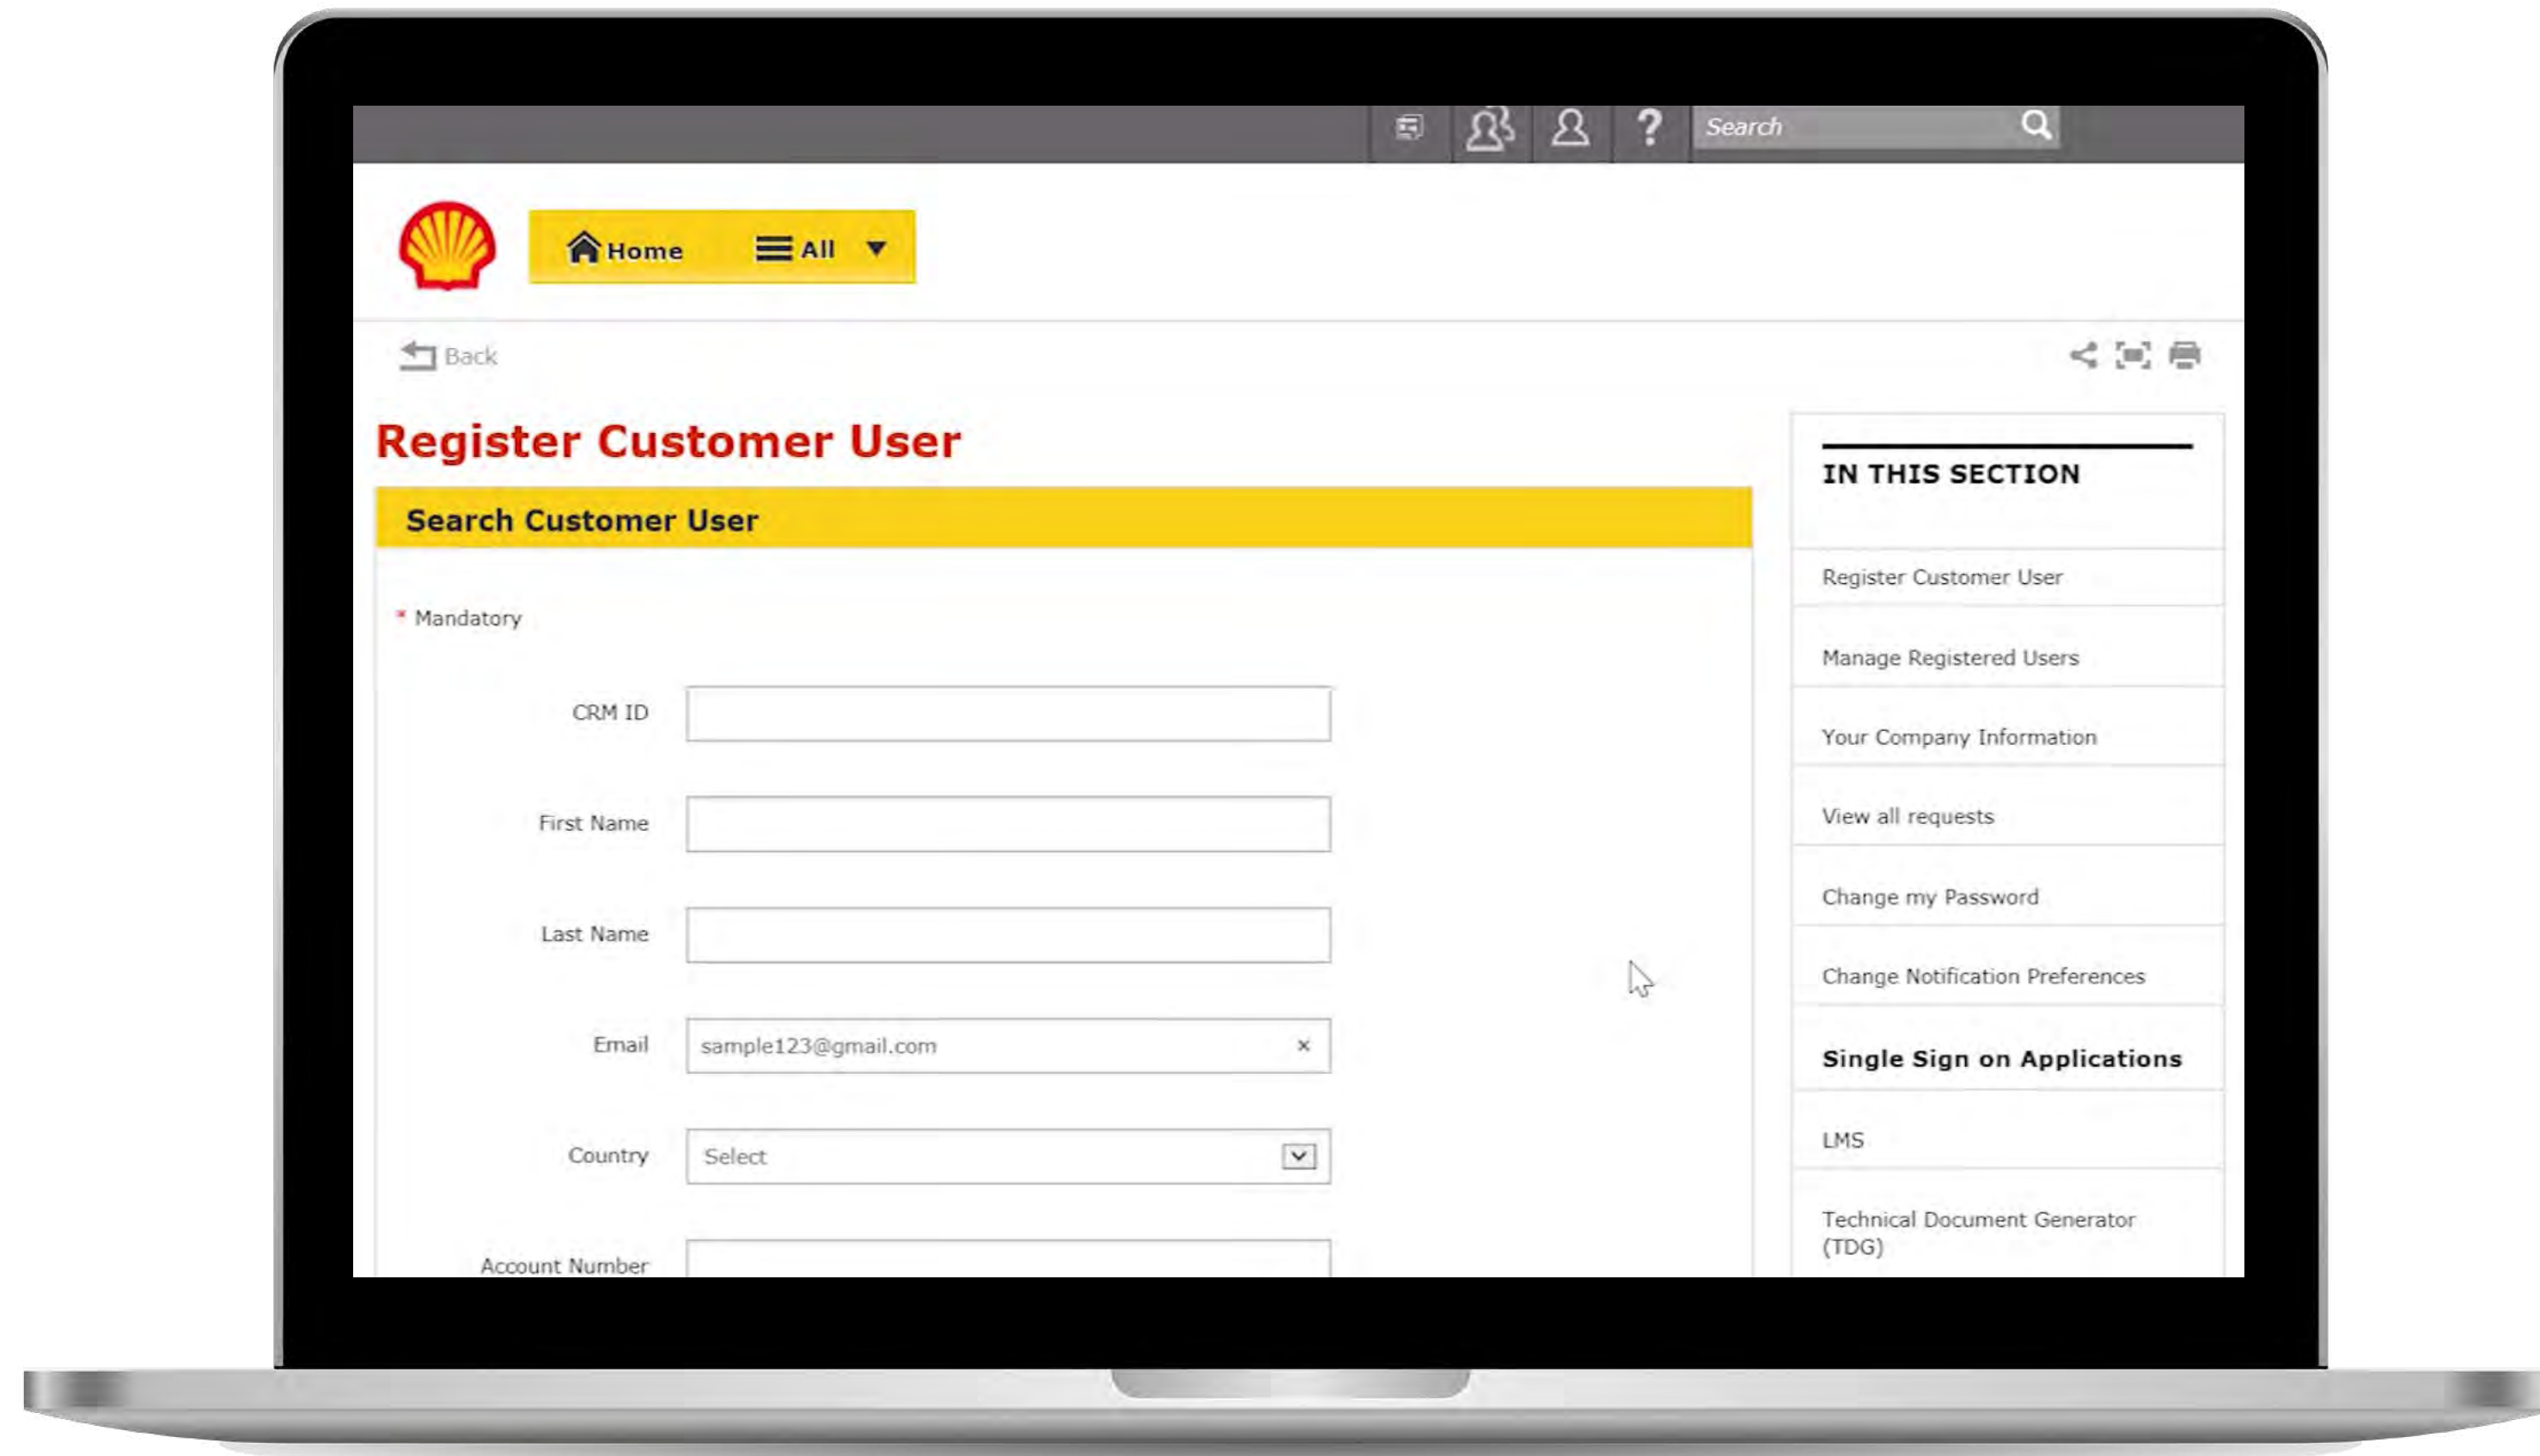 ?
Search
Home
All
Back
Register Customer User
Search Customer User
* Mandatory
CRM ID
First Name
Last Name
Email
sample123@gmail.com
×
Country
Select
Account Number
IN THIS SECTION
Register Customer User
Manage Registered Users
Your Company Information
View all requests
Change my Password
Change Notification Preferences
Single Sign on Applications
LMS
Technical Document Generator
(TDG)